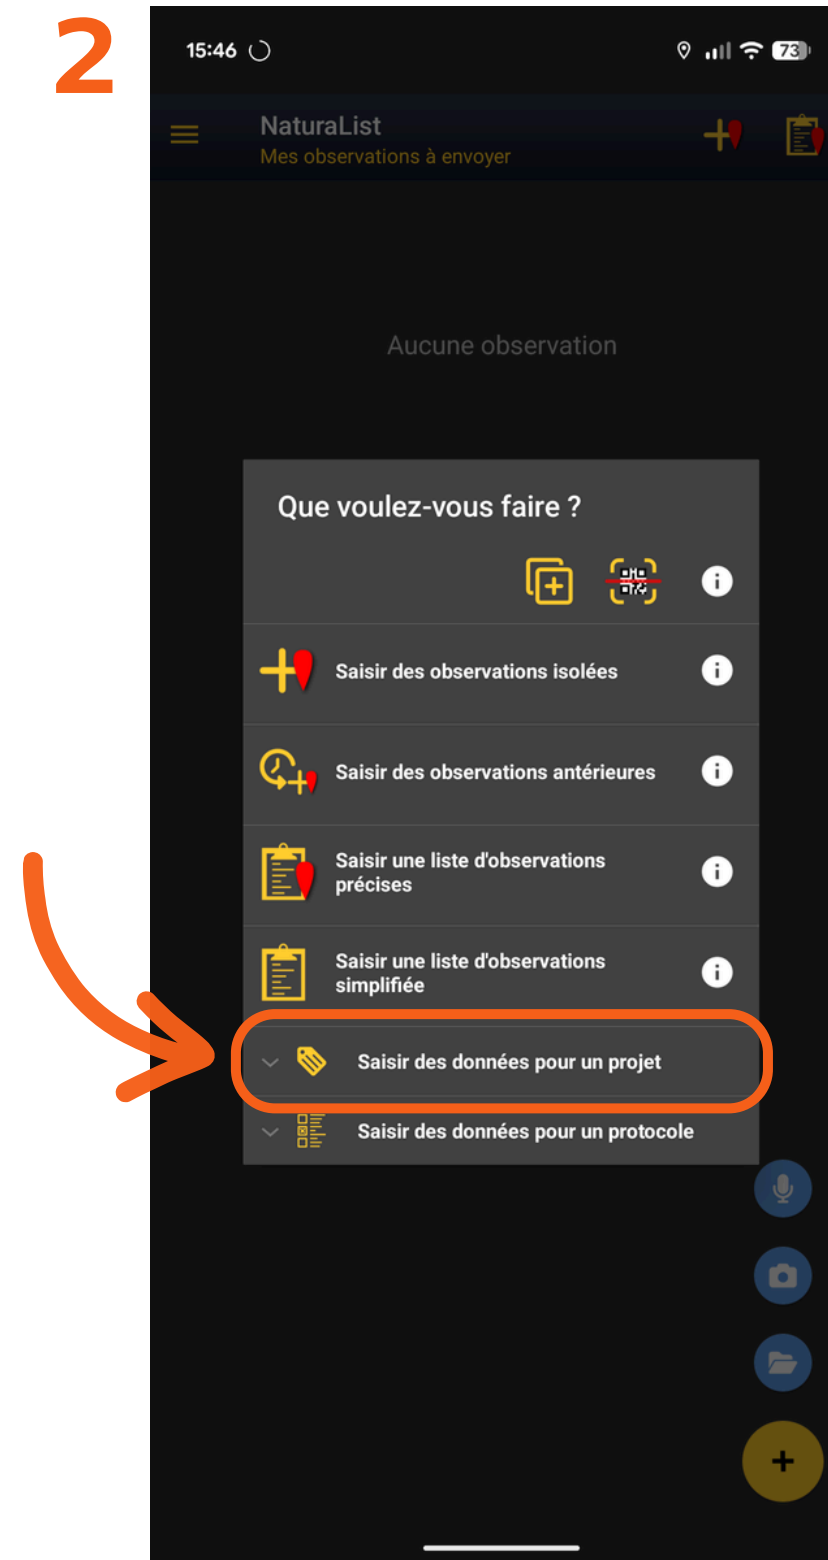 2
15:46
73
NaturaList
Mes observations à envoyer
Aucune observation
Que voulez-vous faire ?
Saisir des observations isolées
Saisir des observations antérieures
Saisir une liste d'observations
précises
Saisir une liste d'observations
simplifiée
Saisir des données pour un projet
Saisir des données pour un protocole